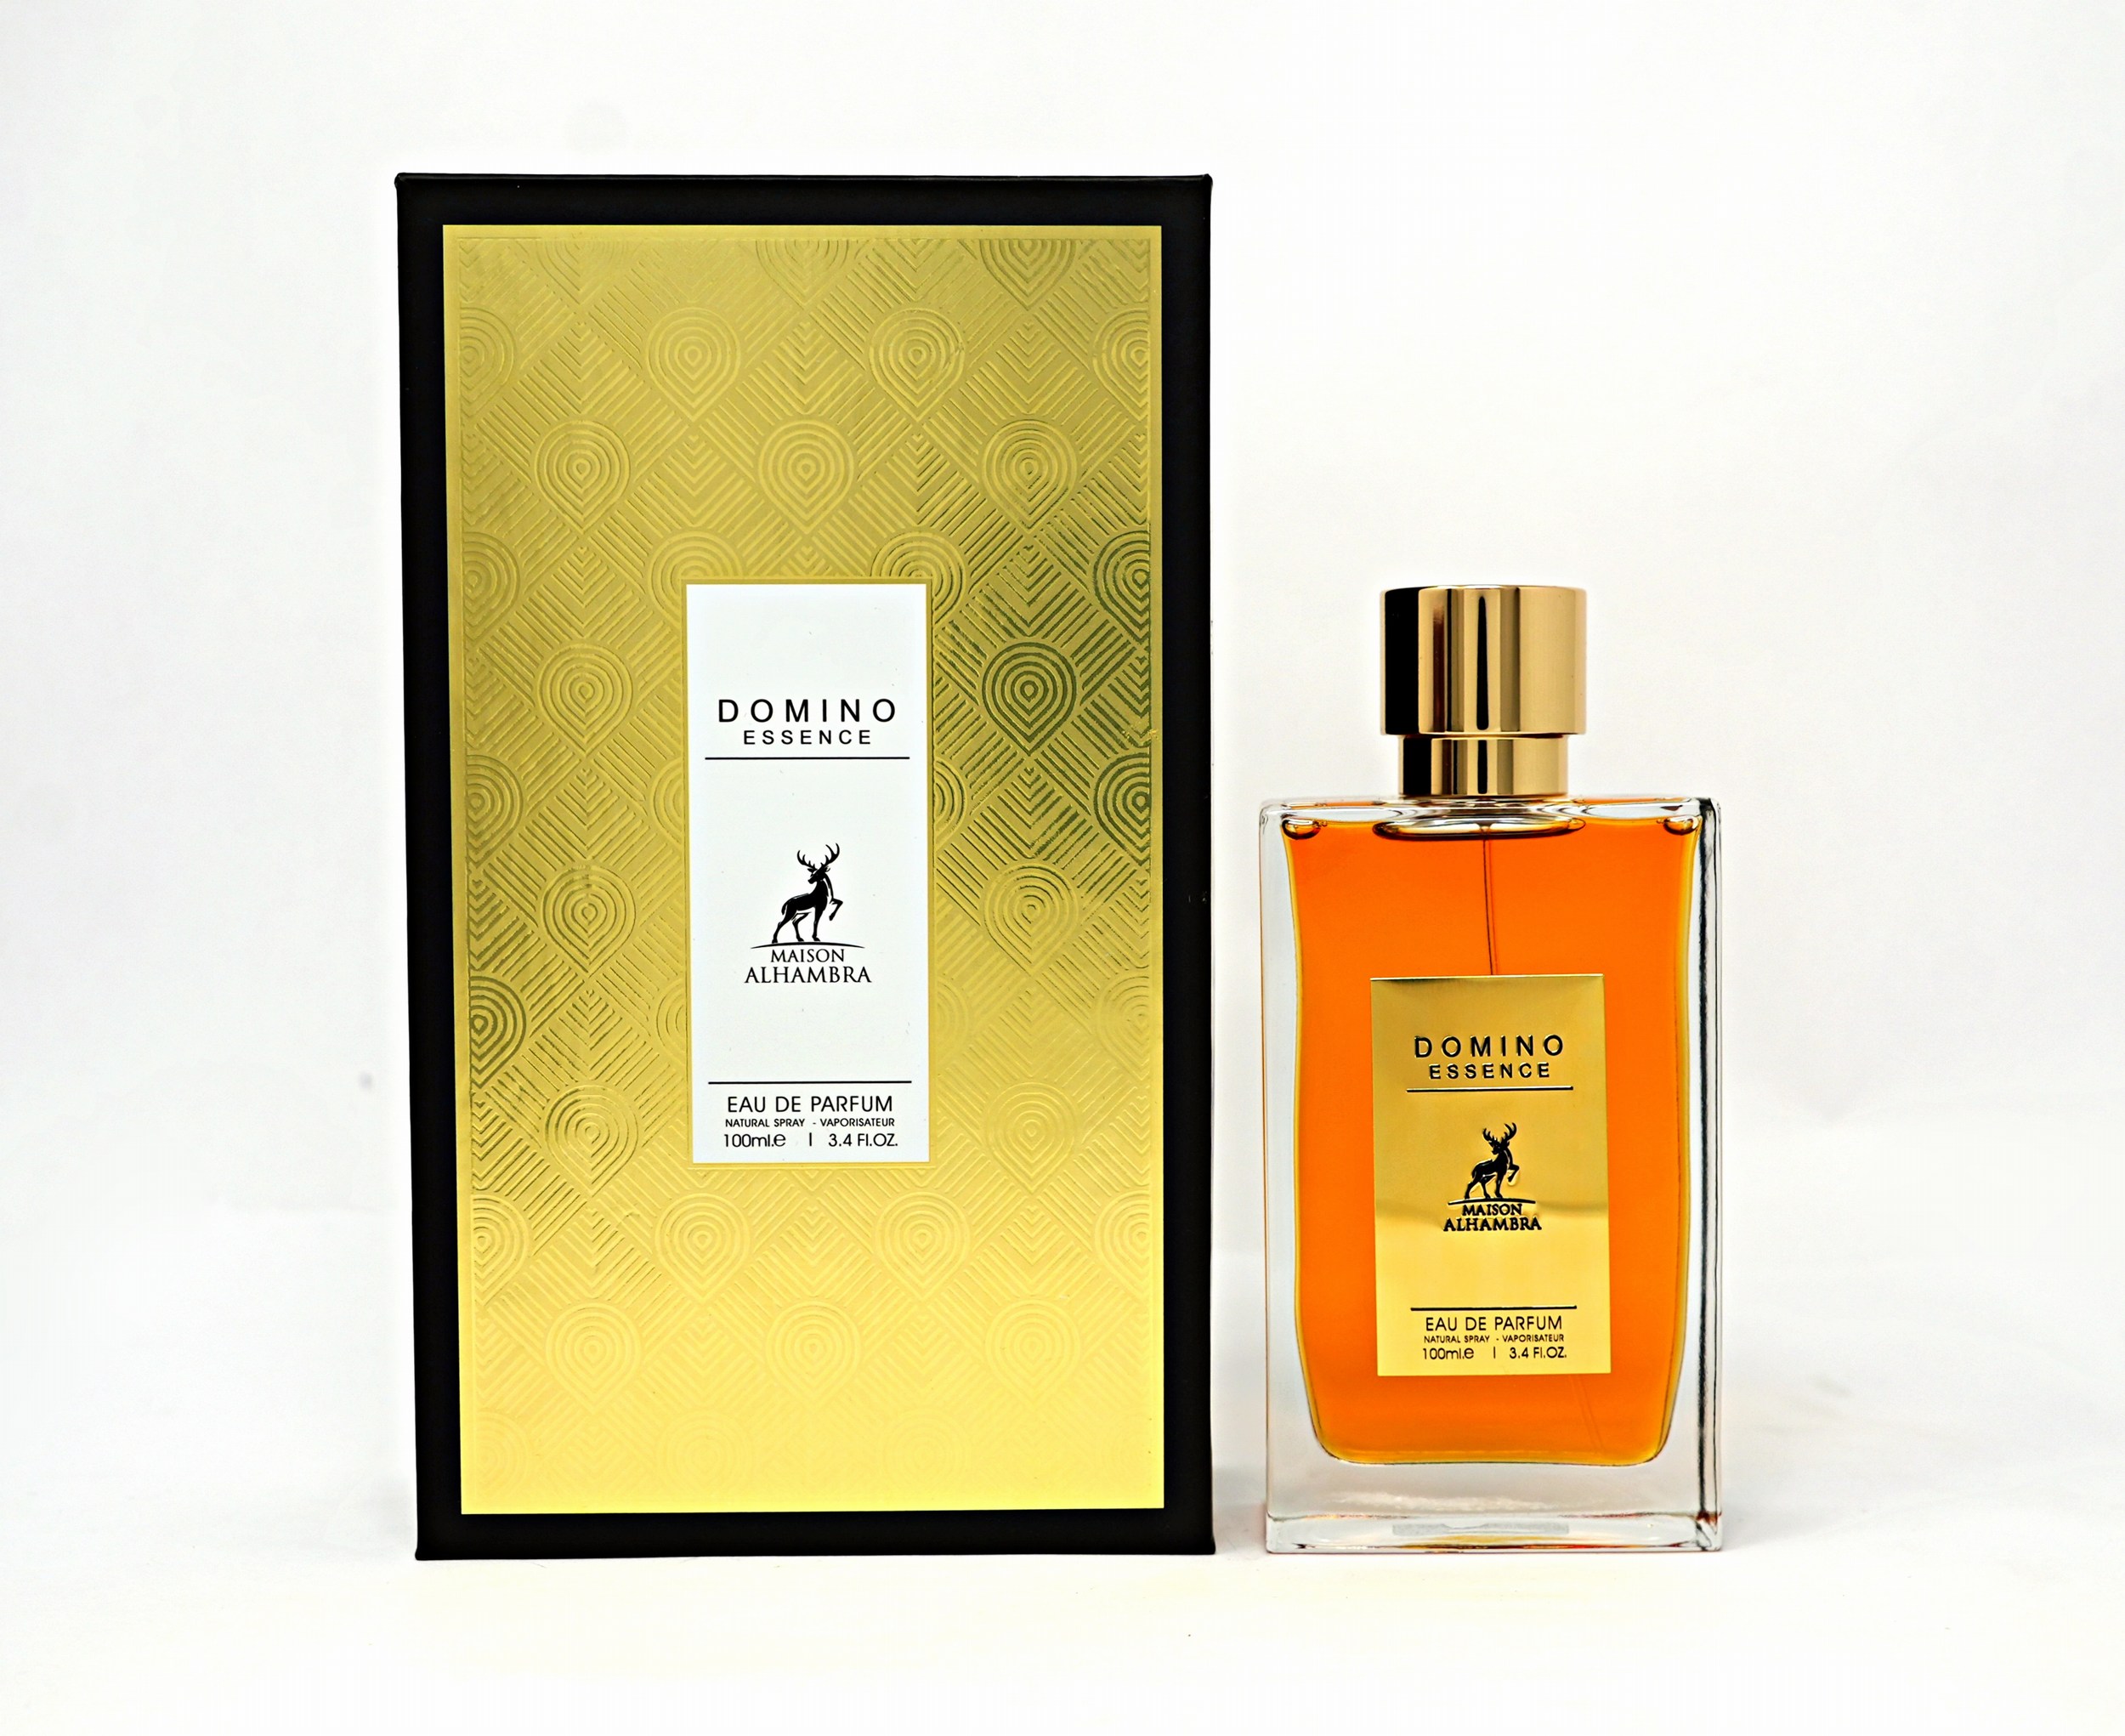 DOMINO
ESSENCE
MAISON
ALHAMBRA
EAU DE PARFUM
NATURAL SPRAY - VAPORISATEUR
100ml.e | 3.4 Fl.OZ.
DOMINO
ESSENCE
MAISON
ALHAMBRA
EAU DE PARFUM
NATURAL SPRAY - VAPORISATEUR
100ml.e | 3.4 Fl.OZ.